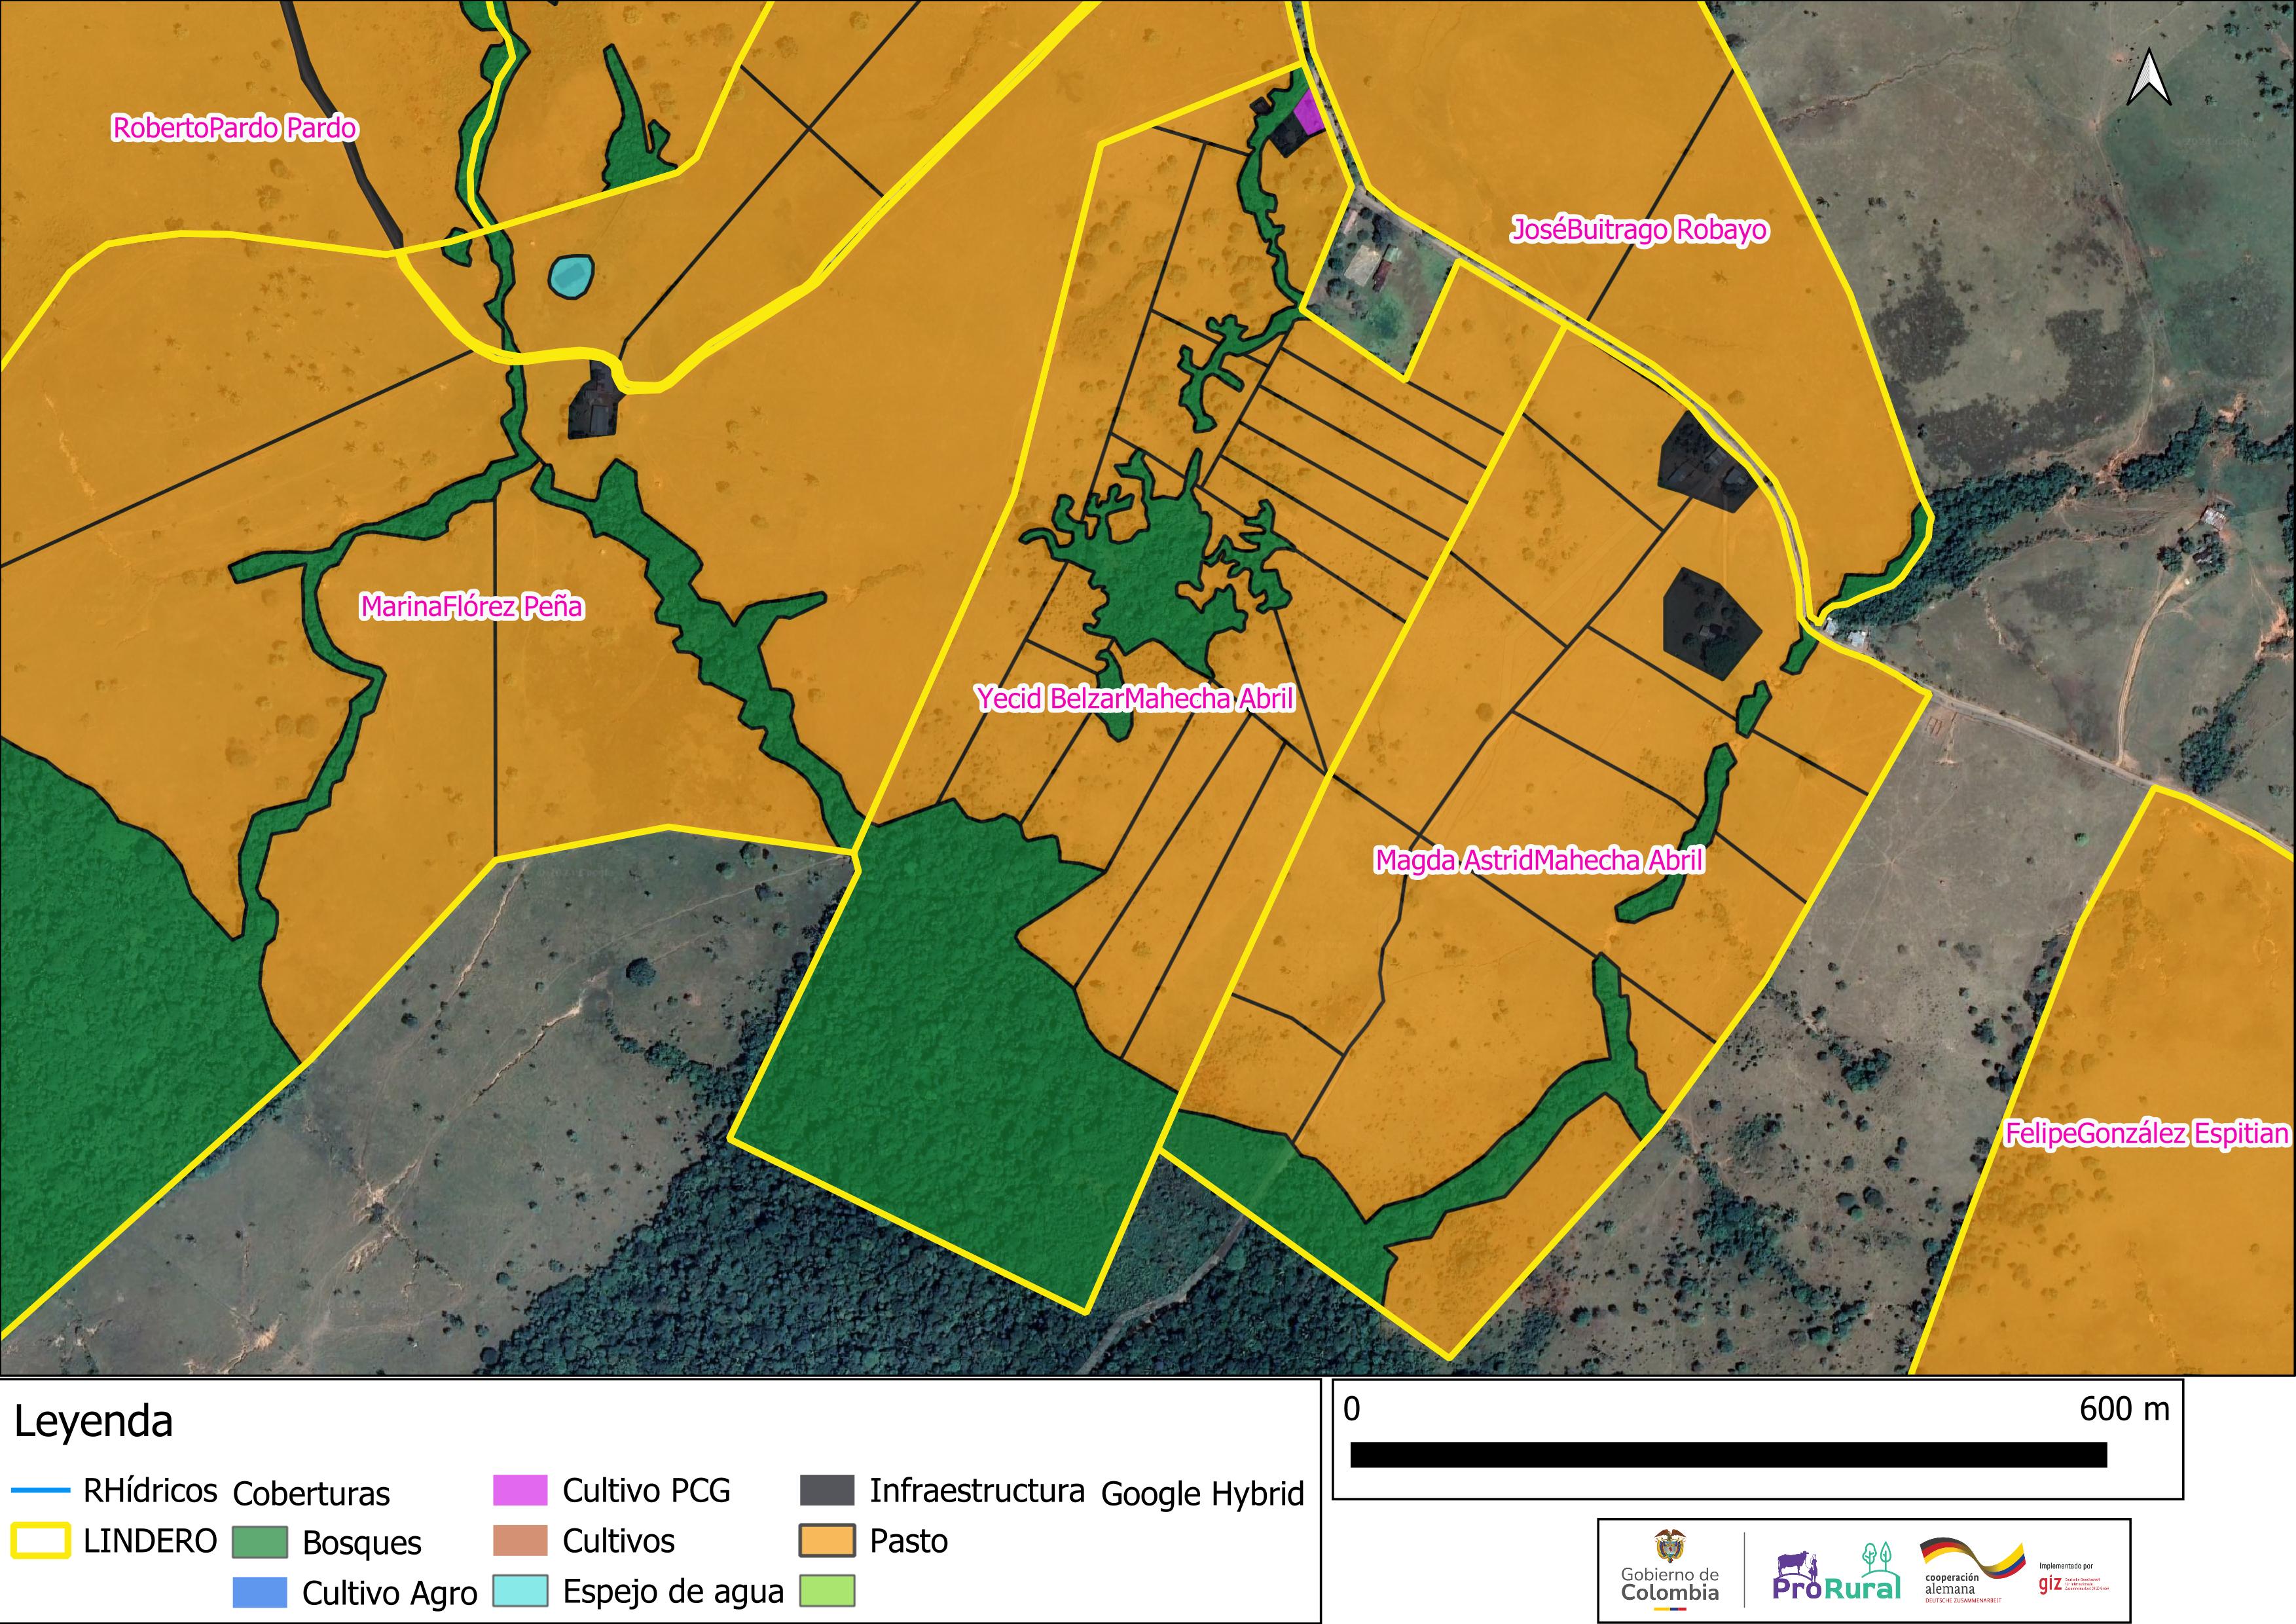 RobertoPardo Pardo
JoséBuitrago Robayo
MarinaFlórez Peña
Yecid BelzarMahecha Abril
Magda AstridMahecha Abril
FelipeGonzález Espitian
Leyenda
RHídricos
LINDERO
Coberturas
Bosques
Cultivo Agro
Cultivo PCG
Cultivos
Espejo de agua
Infraestructura
Pasto
Google Hybrid
0 600 m
Gobierno de
Colombia
ProRural
cooperación
alemana
DEUTSCHE ZUSAMMENARBEIT
Implementado por
giz